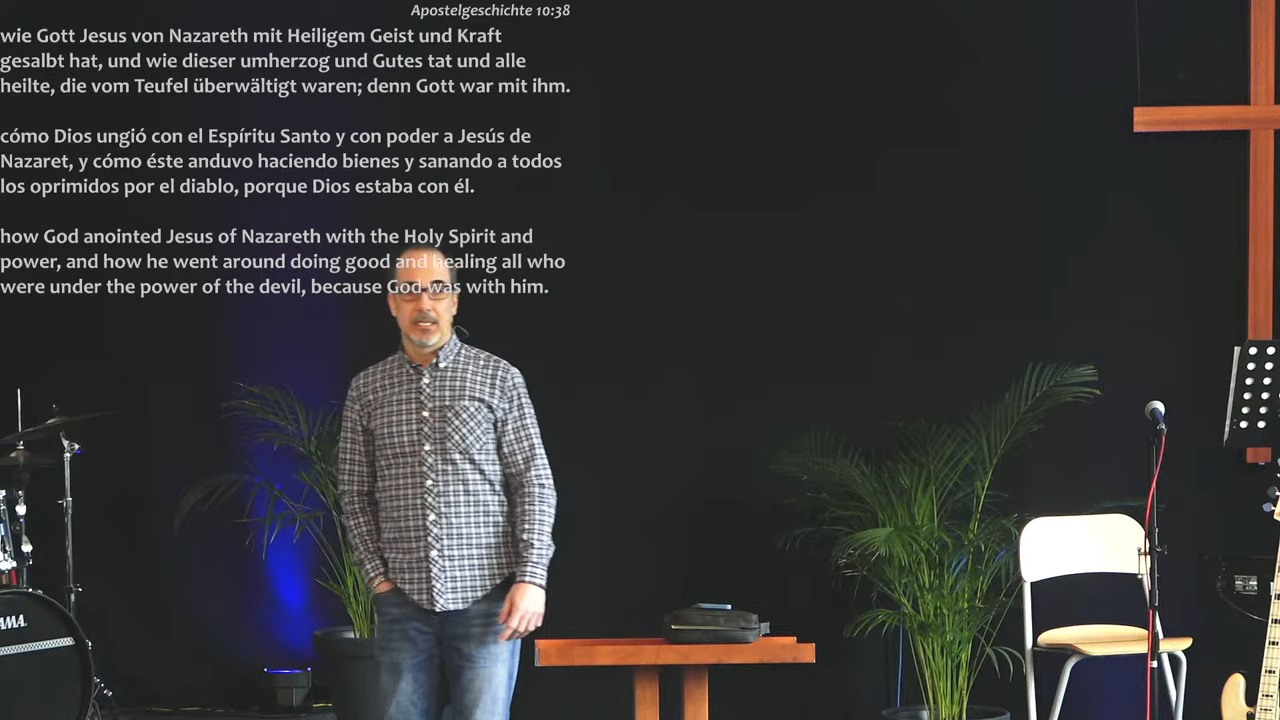 Apostelgeschichte 10:38
wie Gott Jesus von Nazareth mit Heiligem Geist und Kraft
gesalbt hat, und wie dieser umherzog und Gutes tat und alle
heilte, die vom Teufel überwältigt waren; denn Gott war mit ihm.
cómo Dios ungió con el Espíritu Santo y con poder a Jesús de
Nazaret, y cómo éste anduvo haciendo bienes y sanando a todos
los oprimidos por el diablo, porque Dios estaba con él.
how God anointed Jesus of Nazareth with the Holy Spirit and
power, and how he went around doing good and healing all who
were under the power of the devil, because God was with him.